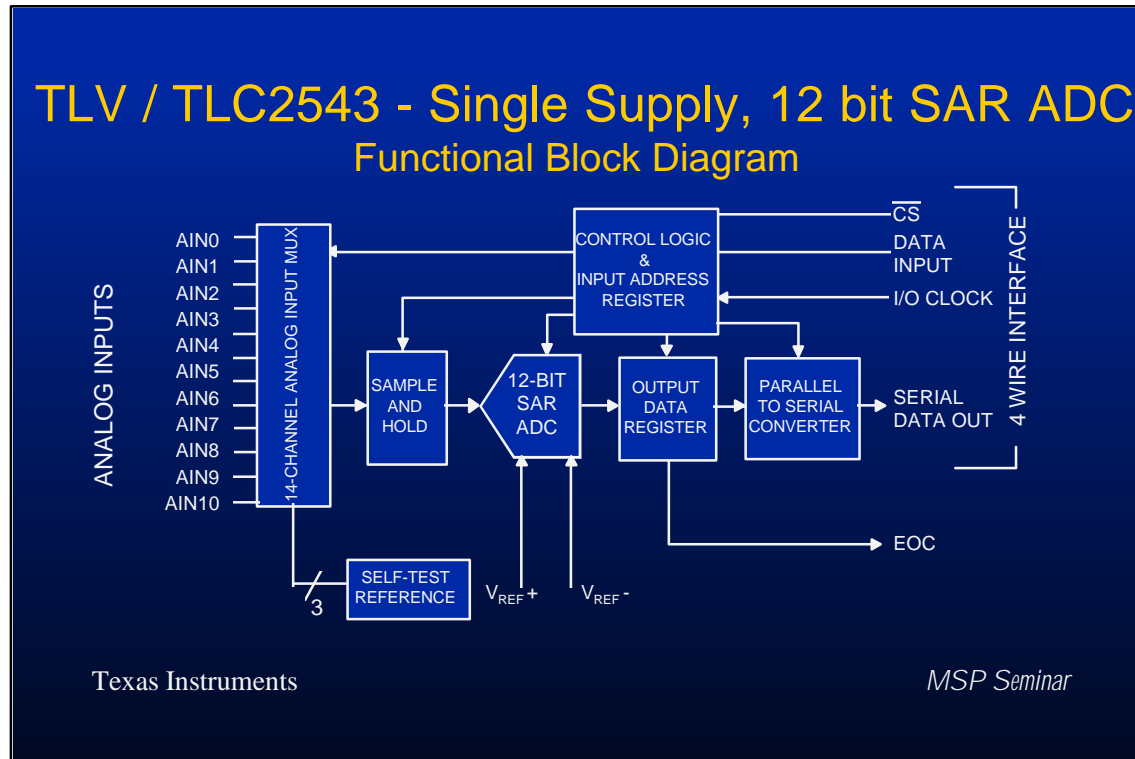 TLV / TLC2543 - Single Supply, 12 bit SAR ADC
Functional Block Diagram
ANALOG INPUTS
AIN0
AIN1
AIN2
AIN3
AIN4
AIN5
AIN6
AIN7
AIN8
AIN9
AIN10
14-CHANNEL ANALOG INPUT MUX
CONTROL LOGIC
&
INPUT ADDRESS
REGISTER
CS
DATA
INPUT
I/O CLOCK
4 WIRE INTERFACE
SAMPLE
AND
HOLD
12-BIT
SAR
ADC
OUTPUT
DATA
REGISTER
PARALLEL
TO SERIAL
CONVERTER
SERIAL
DATA OUT
EOC
3
SELF-TEST
REFERENCE
VREF +
VREF -
Texas Instruments
MSP Seminar